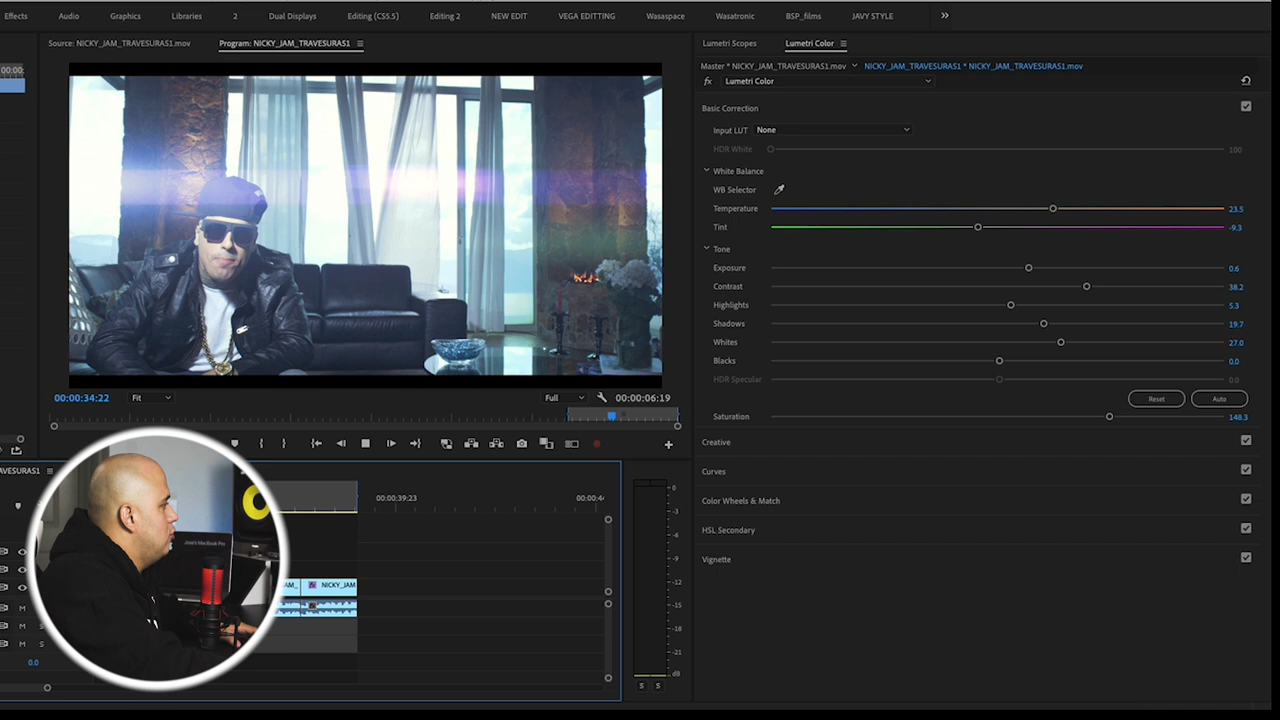 Effects Audio Graphics Libraries 2 Dual Displays Editing (CS5.5) Editing 2 NEW EDIT VEGA EDITTING Wasaspace Wasatronic BSP_films JAVY STYLE
00:00:
Source: NICKY_JAM_TRAVESURAS1.mov Program: NICKY_JAM_TRAVESURAS1
00:00:34:22 Fit Full 00:00:06:19
Lumetri Scopes Lumetri Color
Master * NICKY_JAM_TRAVESURAS1.mov NICKY_JAM_TRAVESURAS1 * NICKY_JAM_TRAVESURAS1.mov
fx Lumetri Color
Basic Correction
Input LUT None
HDR White 100
White Balance
WB Selector
Temperature 23.5
Tint -9.3
Tone
Exposure 0.6
Contrast 38.2
Highlights 5.3
Shadows 19.7
Whites 27.0
Blacks 0.0
HDR Specular 0.0
Reset Auto
Saturation 148.3
Creative
Curves
Color Wheels & Match
HSL Secondary
Vignette
AVESURAS1
00:00:39:23 00:00:4
AM_ fx NICKY_JAM
M S
M S
M S
0.0
Jose's MacBook Pro
0
-3
-6
-9
-12
-15
-18
-21
dB
S S